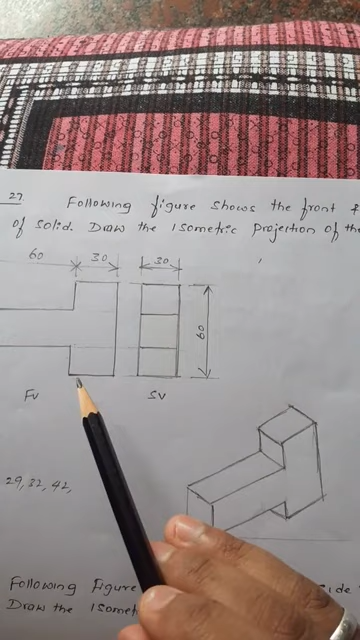 27. Following figure shows the front &
of solid. Draw the Isometric projection of the
60 30 30
60
FV SV
29, 32, 42,
Following Figure side
Draw the Isomet